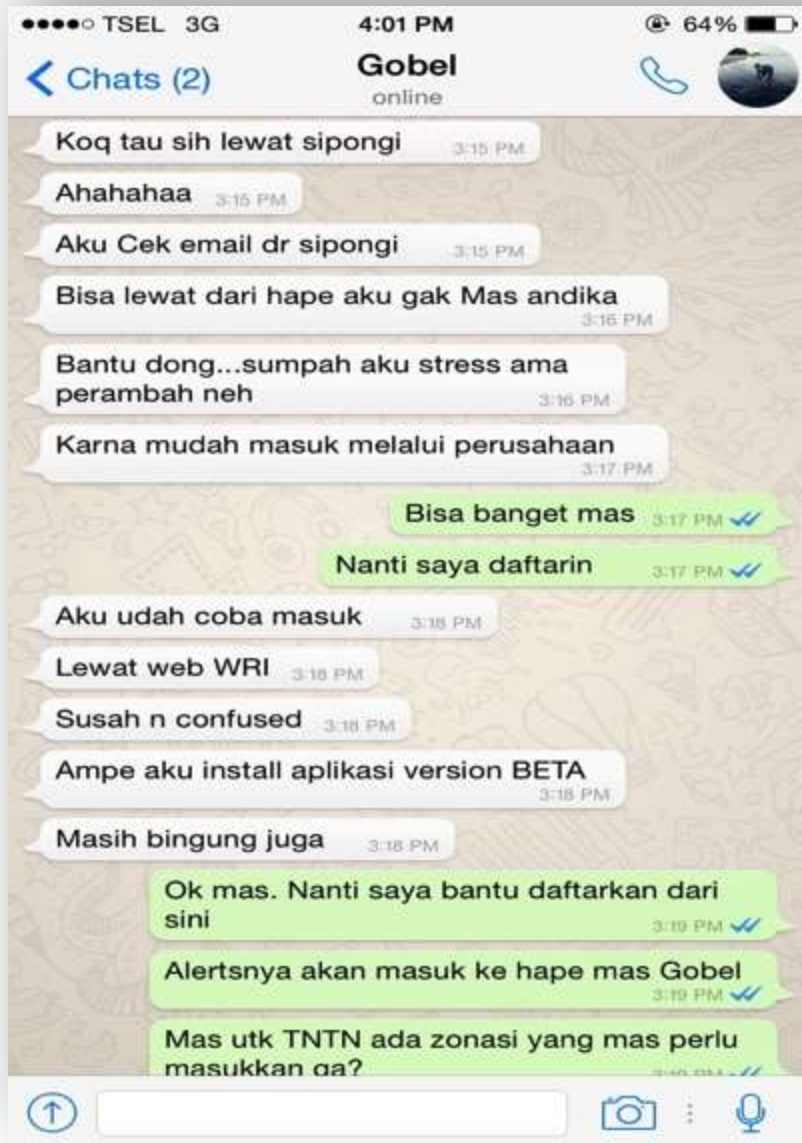 TSEL 3G 4:01 PM 64%
Chats (2) Gobel
online
Koq tau sih lewat sipongi 3:15 PM
Ahahahaa 3:15 PM
Aku Cek email dr sipongi 3:15 PM
Bisa lewat dari hape aku gak Mas andika
3:16 PM
Bantu dong...sumpah aku stress ama
perambah neh 3:16 PM
Karna mudah masuk melalui perusahaan
3:17 PM
Bisa banget mas 3:17 PM
Nanti saya daftarin 3:17 PM
Aku udah coba masuk 3:18 PM
Lewat web WRI 3:18 PM
Susah n confused 3:18 PM
Ampe aku install aplikasi version BETA
3:18 PM
Masih bingung juga 3:18 PM
Ok mas. Nanti saya bantu daftarkan dari
sini 3:19 PM
Alertsnya akan masuk ke hape mas Gobel
3:19 PM
Mas utk TNTN ada zonasi yang mas perlu
masukkan ga?